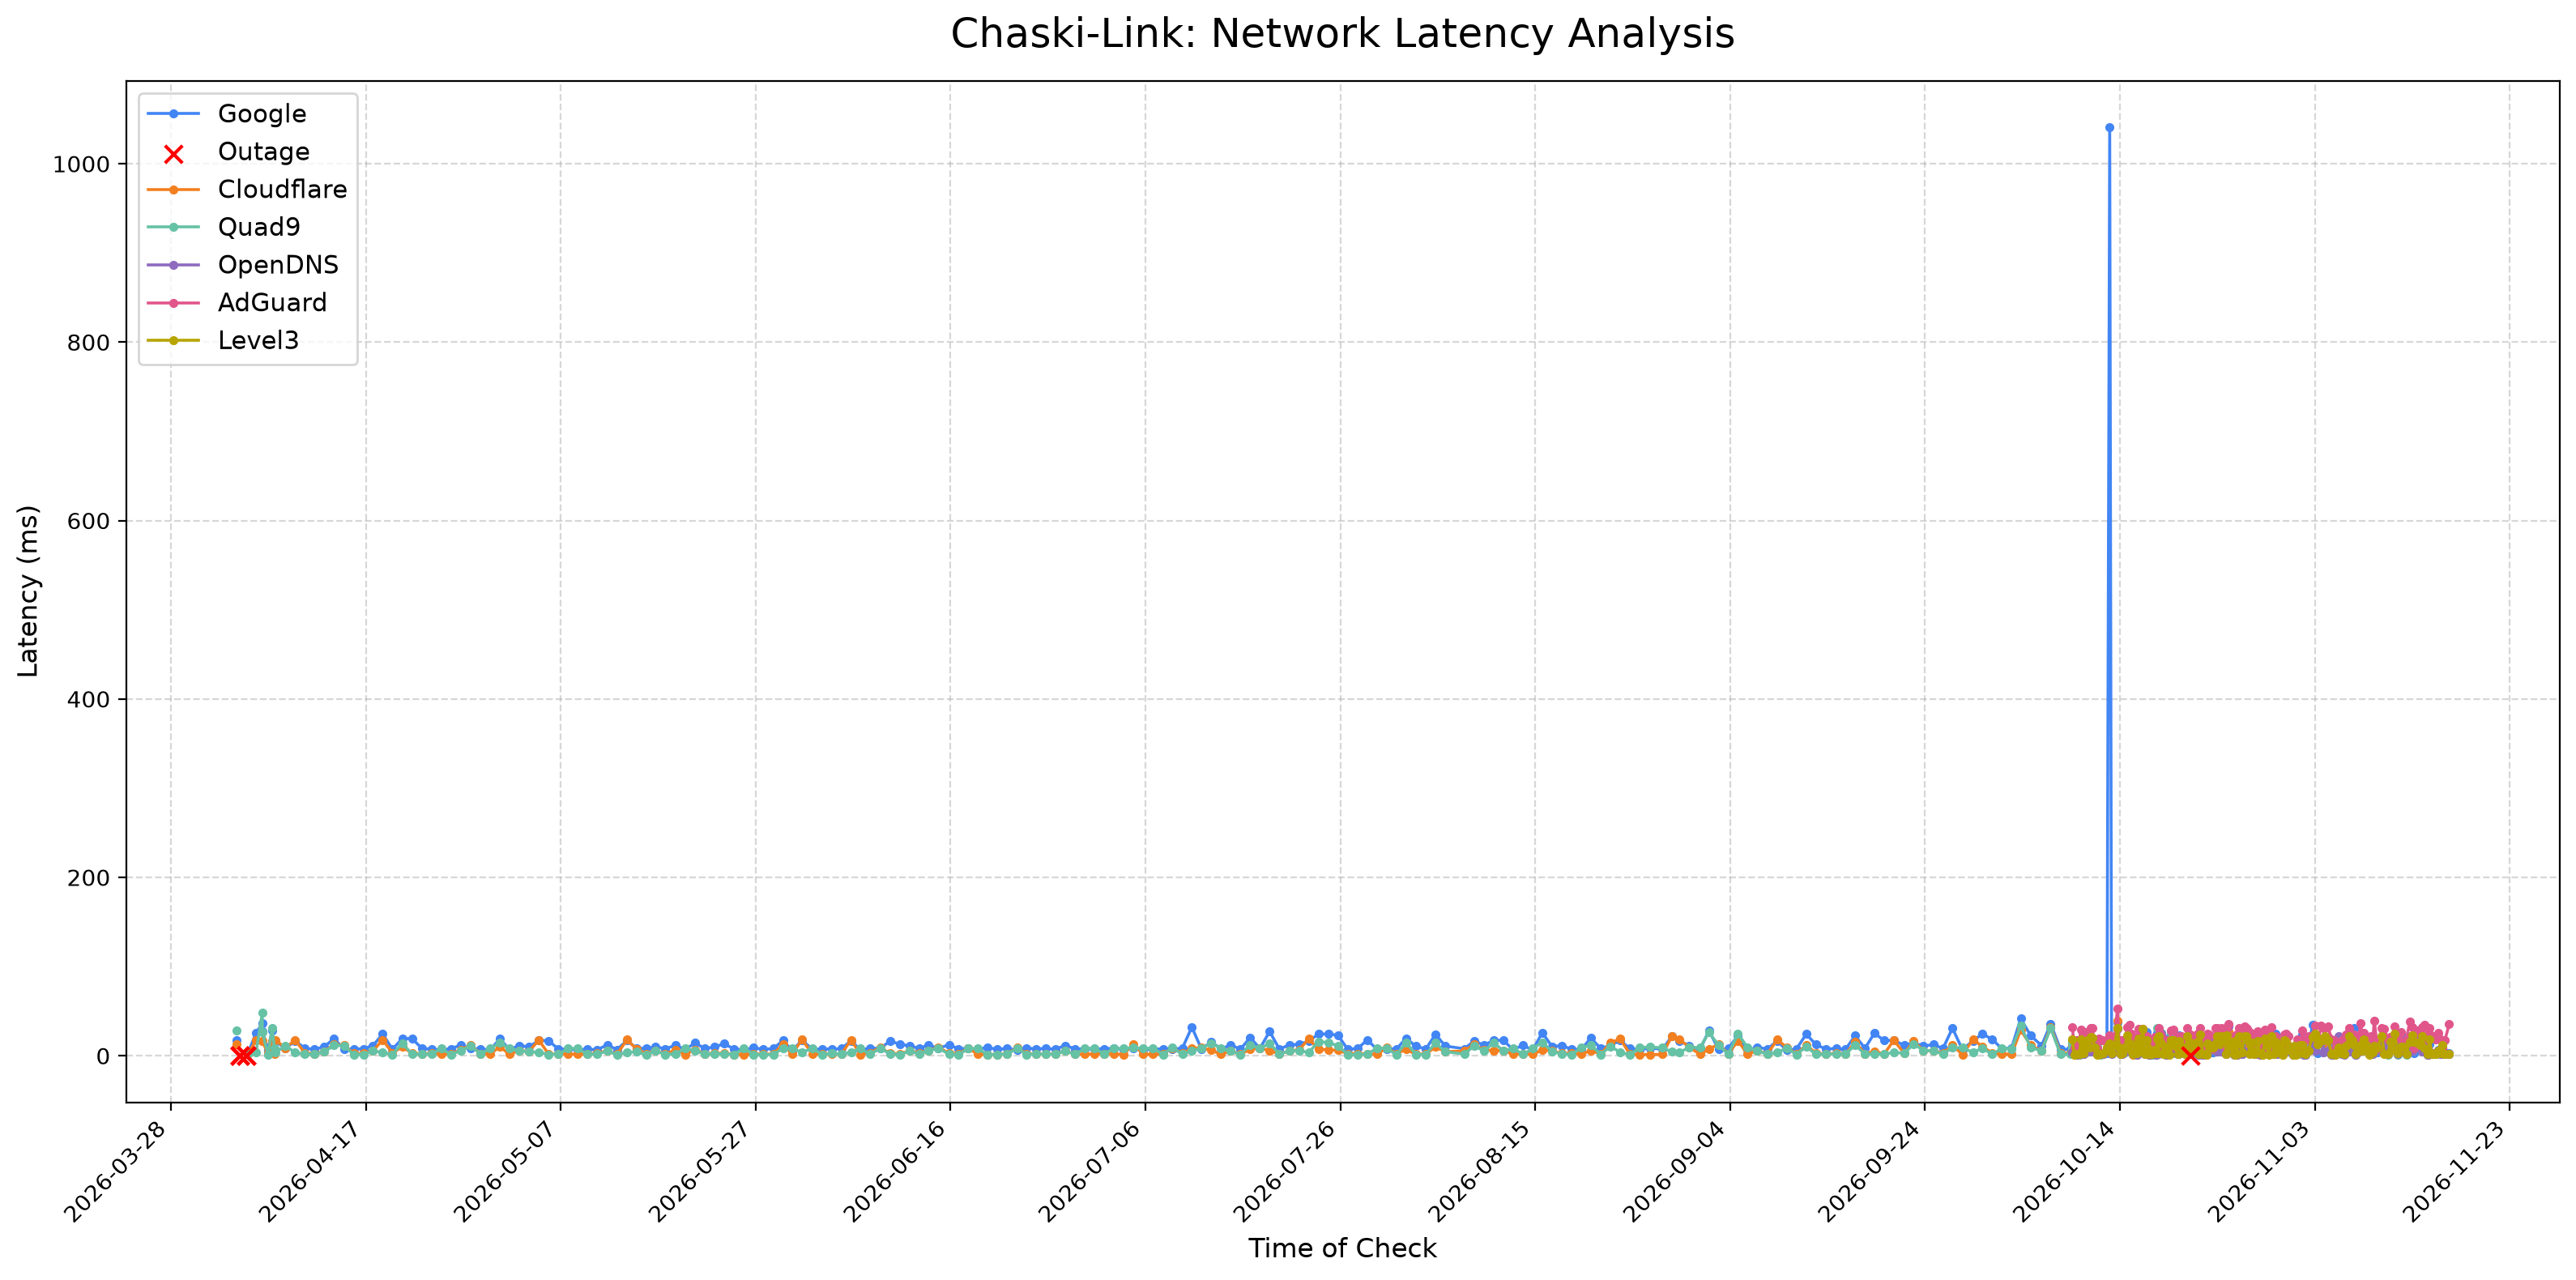 Chaski-Link: Network Latency Analysis
Google
Outage
Cloudflare
Quad9
OpenDNS
AdGuard
Level3
Latency (ms)
1000
800
600
400
200
0
2026-03-28
2026-04-17
2026-05-07
2026-05-27
2026-06-16
2026-07-06
2026-07-26
2026-08-15
2026-09-04
2026-09-24
2026-10-14
2026-11-03
2026-11-23
Time of Check